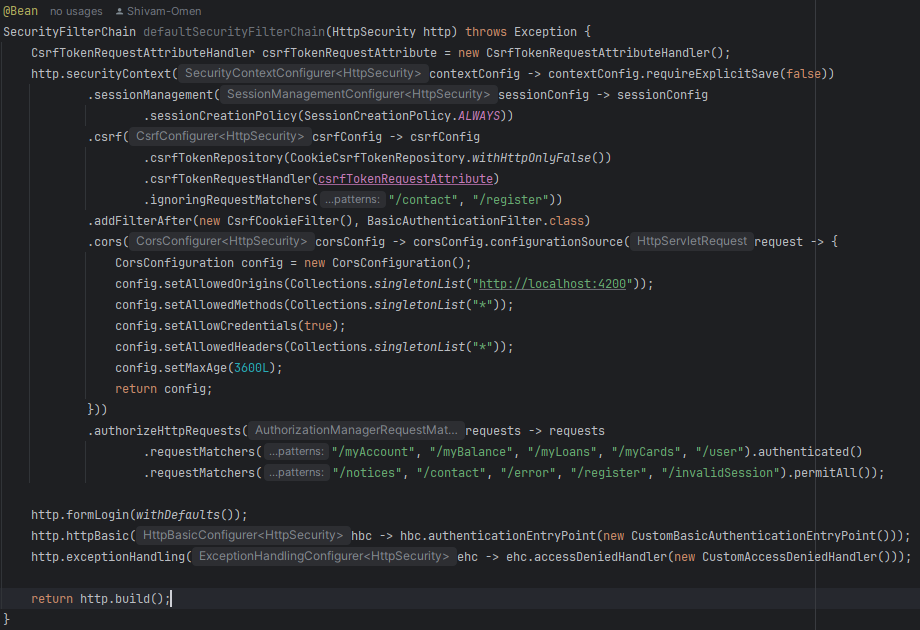 @Bean no usages Shivam-Omen
SecurityFilterChain defaultSecurityFilterChain(HttpSecurity http) throws Exception {
    CsrfTokenRequestAttributeHandler csrfTokenRequestAttribute = new CsrfTokenRequestAttributeHandler();
    http.securityContext( SecurityContextConfigurer<HttpSecurity> contextConfig -> contextConfig.requireExplicitSave(false))
            .sessionManagement( SessionManagementConfigurer<HttpSecurity> sessionConfig -> sessionConfig
                    .sessionCreationPolicy(SessionCreationPolicy.ALWAYS))
            .csrf( CsrfConfigurer<HttpSecurity> csrfConfig -> csrfConfig
                    .csrfTokenRepository(CookieCsrfTokenRepository.withHttpOnlyFalse())
                    .csrfTokenRequestHandler(csrfTokenRequestAttribute)
                    .ignoringRequestMatchers( ...patterns: "/contact", "/register"))
            .addFilterAfter(new CsrfCookieFilter(), BasicAuthenticationFilter.class)
            .cors( CorsConfigurer<HttpSecurity> corsConfig -> corsConfig.configurationSource( HttpServletRequest request -> {
                CorsConfiguration config = new CorsConfiguration();
                config.setAllowedOrigins(Collections.singletonList("http://localhost:4200"));
                config.setAllowedMethods(Collections.singletonList("*"));
                config.setAllowCredentials(true);
                config.setAllowedHeaders(Collections.singletonList("*"));
                config.setMaxAge(3600L);
                return config;
            }))
            .authorizeHttpRequests( AuthorizationManagerRequestMat... requests -> requests
                    .requestMatchers( ...patterns: "/myAccount", "/myBalance", "/myLoans", "/myCards", "/user").authenticated()
                    .requestMatchers( ...patterns: "/notices", "/contact", "/error", "/register", "/invalidSession").permitAll());
    http.formLogin(withDefaults());
    http.httpBasic( HttpBasicConfigurer<HttpSecurity> hbc -> hbc.authenticationEntryPoint(new CustomBasicAuthenticationEntryPoint()));
    http.exceptionHandling( ExceptionHandlingConfigurer<HttpSecurity> ehc -> ehc.accessDeniedHandler(new CustomAccessDeniedHandler()));
    return http.build();
}